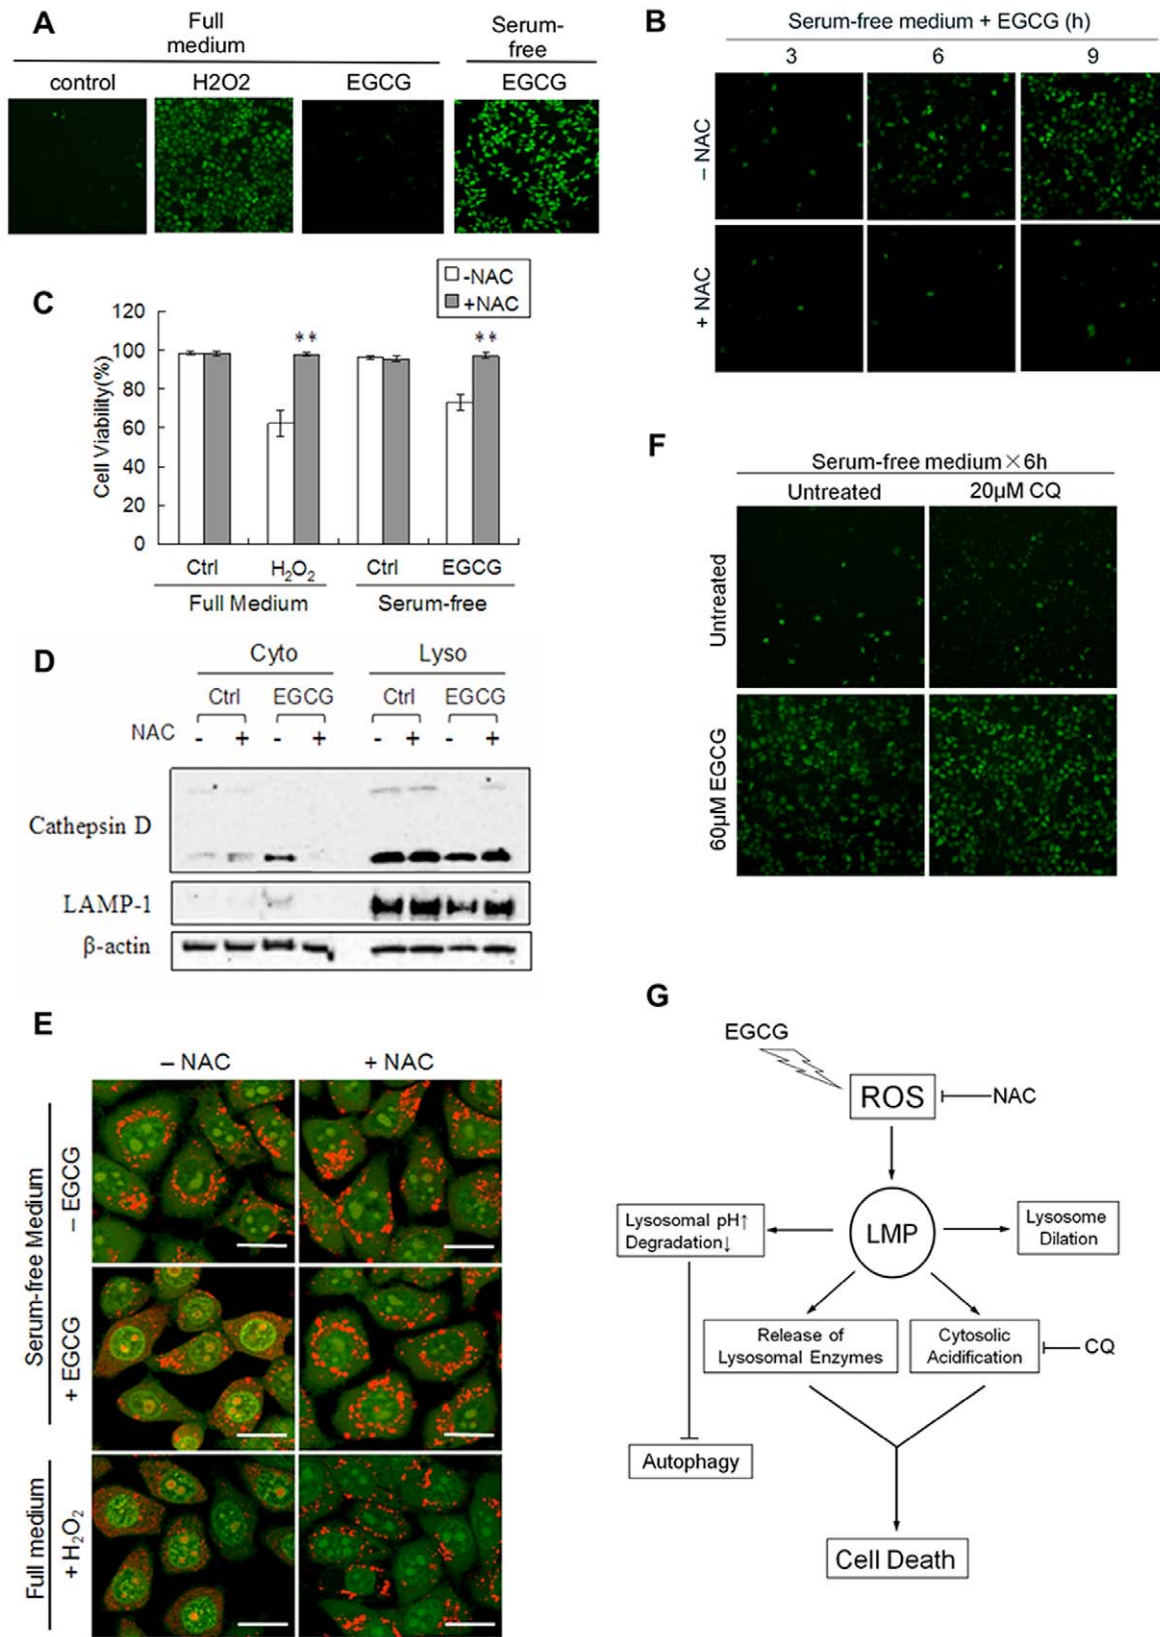 A
Full
medium
Serum-
free
control
H2O2
EGCG
EGCG
B
Serum-free medium + EGCG (h)
3
6
9
– NAC
+ NAC
C
-NAC
+NAC
Cell Viability(%)
120
100
80
60
40
20
0
**
**
Ctrl
H₂O₂
Ctrl
EGCG
Full Medium
Serum-free
D
Cyto
Lyso
Ctrl
EGCG
Ctrl
EGCG
NAC - + - + - + - +
Cathepsin D
LAMP-1
β-actin
E
– NAC
+ NAC
Serum-free Medium
– EGCG
+ EGCG
Full medium
+ H₂O₂
F
Serum-free medium×6h
Untreated
20μM CQ
Untreated
60μM EGCG
G
EGCG
ROS
NAC
LMP
Lysosomal pH↑
Degradation↓
Lysosome
Dilation
Release of
Lysosomal Enzymes
Cytosolic
Acidification
CQ
Autophagy
Cell Death